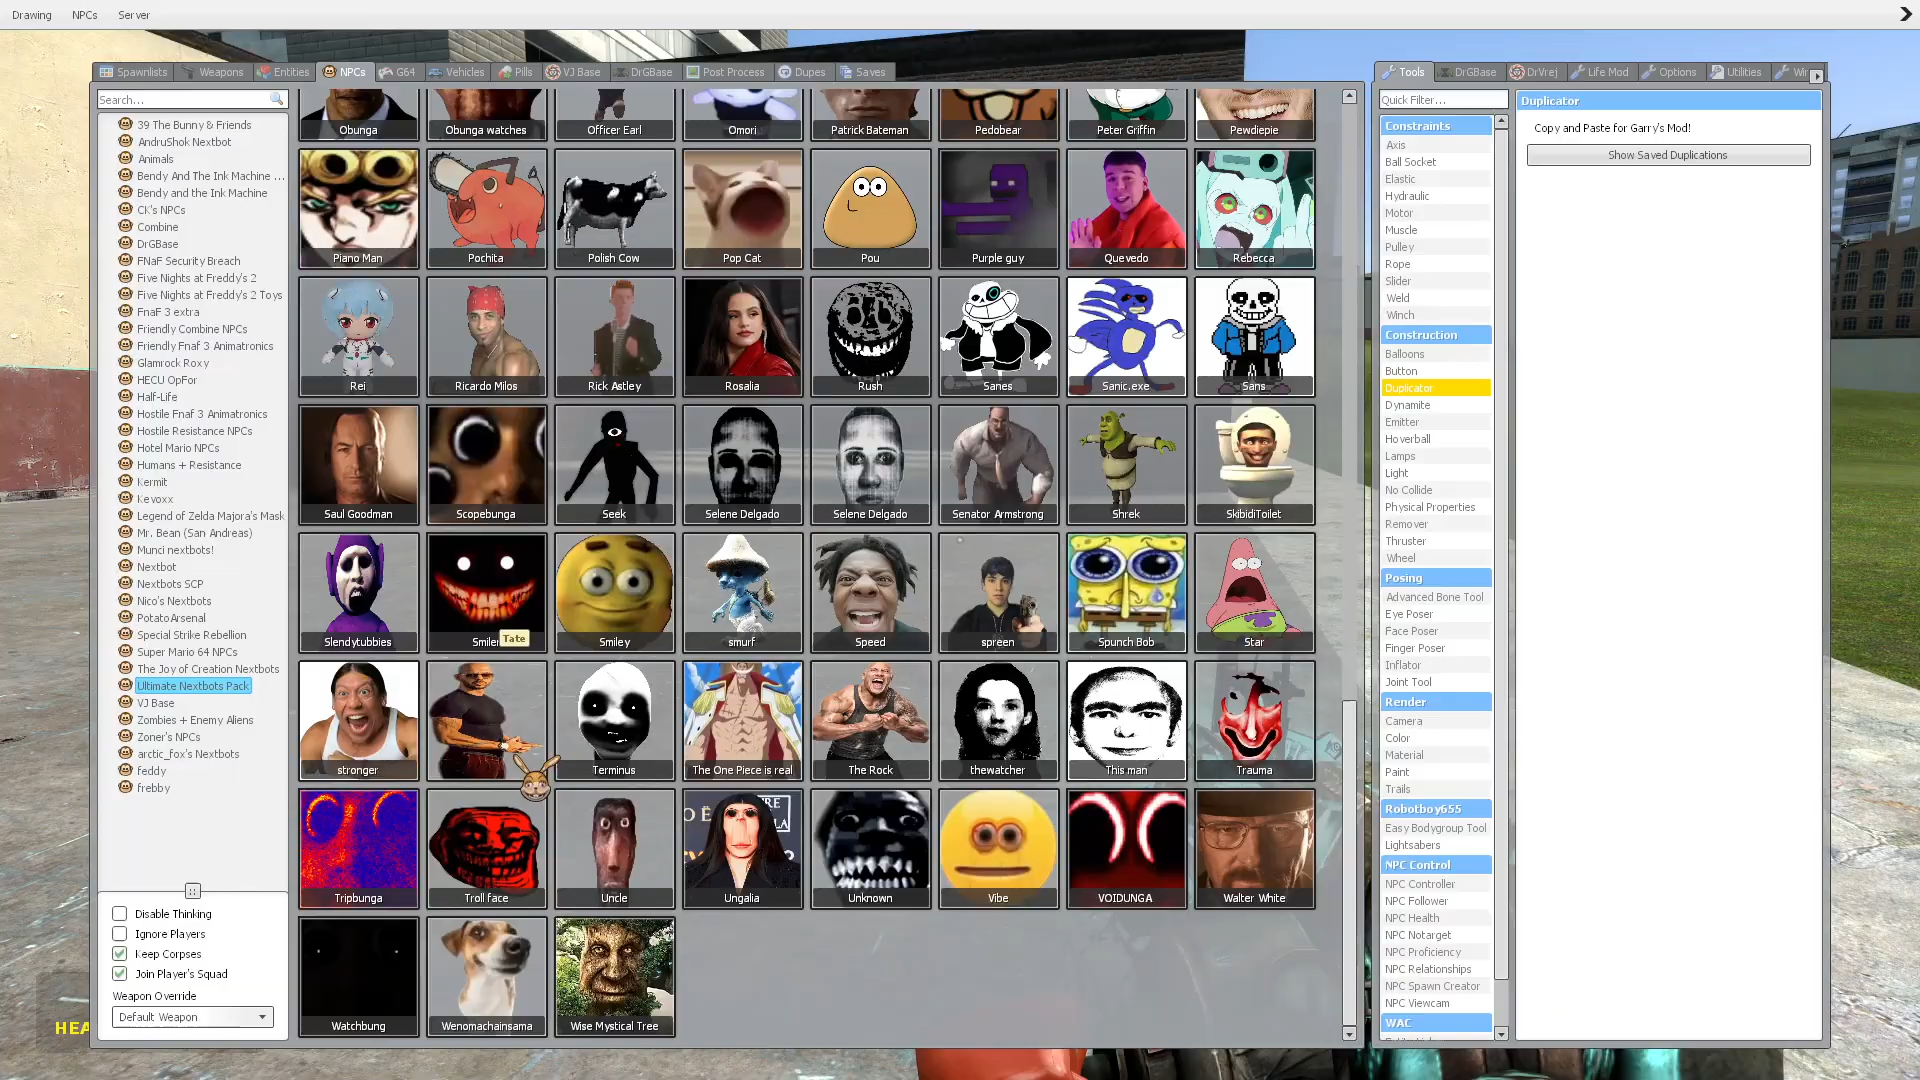 Drawing NPCs Server
Spawnlists Weapons Entities NPCs G64 Vehicles Pills VJ Base DrGBase Post Process Dupes Saves
Search...
39 The Bunny & Friends
AndruShok Nextbot
Animals
Bendy And The Ink Machine ...
Bendy and the Ink Machine
CK's NPCs
Combine
DrGBase
FNaF Security Breach
Five Nights at Freddy's 2
Five Nights at Freddy's 2 Toys
FnaF 3 extra
Friendly Combine NPCs
Friendly Fnaf 3 Animatronics
Glamrock Roxy
HECU OpFor
Half-Life
Hostile Fnaf 3 Animatronics
Hostile Resistance NPCs
Hotel Mario NPCs
Humans + Resistance
Kermit
Kevoxx
Legend of Zelda Majora's Mask
Mr. Bean (San Andreas)
Munci nextbots!
Nextbot
Nextbots SCP
Nico's Nextbots
PotatoArsenal
Special Strike Rebellion
Super Mario 64 NPCs
The Joy of Creation Nextbots
Ultimate Nextbots Pack
VJ Base
Zombies + Enemy Aliens
Zoner's NPCs
arctic_fox's Nextbots
feddy
frebby
Disable Thinking
Ignore Players
Keep Corpses
Join Player's Squad
Weapon Override
Default Weapon
HEA
Obunga Obunga watches Officer Earl Omori Patrick Bateman Pedobear Peter Griffin Pewdiepie
Piano Man Pochita Polish Cow Pop Cat Pou Purple guy Quevedo Rebecca
Rei Ricardo Milos Rick Astley Rosalia Rush Sanes Sanic.exe Sans
Saul Goodman Scopebunga Seek Selene Delgado Selene Delgado Senator Armstrong Shrek SkibidiToilet
Slendytubbies Smiler Smiley smurf Speed spreen Spunch Bob Star
Tate
stronger Terminus The One Piece is real The Rock thewatcher This man Trauma
Tripbunga Troll face Uncle Ungalia Unknown Vibe VOIDUNGA Walter White
Watchbung Wenomachainsama Wise Mystical Tree
Tools DrGBase DrVrej Life Mod Options Utilities
Quick Filter...
Constraints
Axis
Ball Socket
Elastic
Hydraulic
Motor
Muscle
Pulley
Rope
Slider
Weld
Winch
Construction
Balloons
Button
Duplicator
Dynamite
Emitter
Hoverball
Lamps
Light
No Collide
Physical Properties
Remover
Thruster
Wheel
Posing
Advanced Bone Tool
Eye Poser
Face Poser
Finger Poser
Inflator
Joint Tool
Render
Camera
Color
Material
Paint
Trails
Robotboy655
Easy Bodygroup Tool
Lightsabers
NPC Control
NPC Controller
NPC Follower
NPC Health
NPC Notarget
NPC Proficiency
NPC Relationships
NPC Spawn Creator
NPC Viewcam
WAC
Duplicator
Copy and Paste for Garry's Mod!
Show Saved Duplications